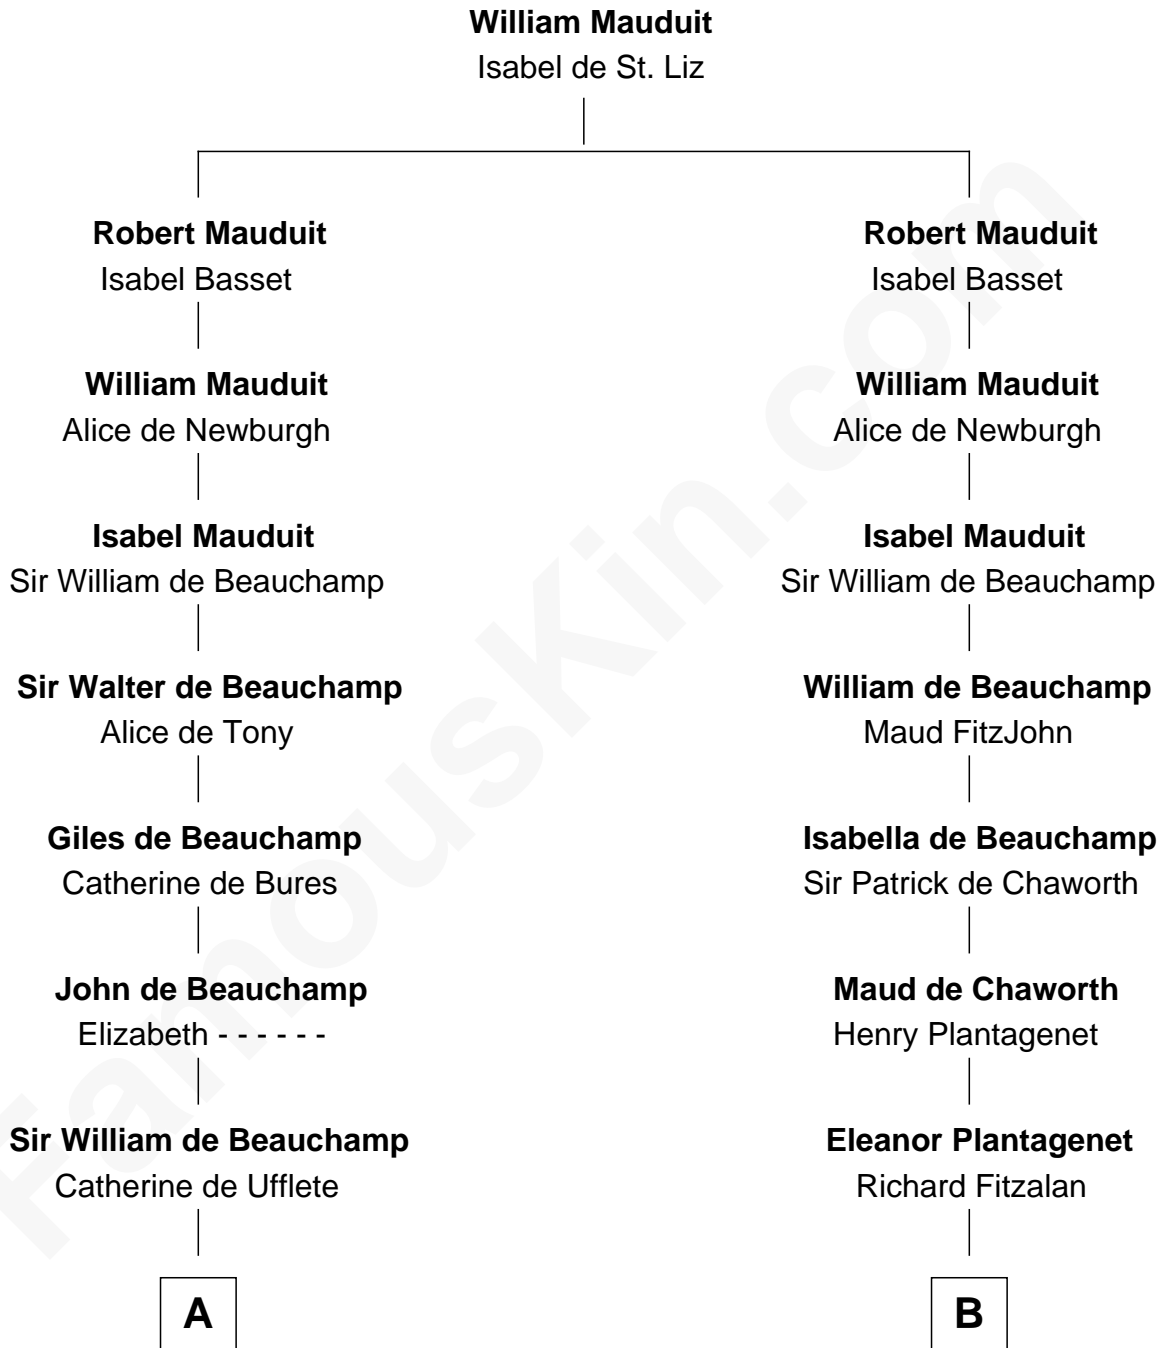 William Mauduit
Isabel de St. Liz
Robert Mauduit
Isabel Basset
William Mauduit
Alice de Newburgh
Isabel Mauduit
Sir William de Beauchamp
Sir Walter de Beauchamp
Alice de Tony
Giles de Beauchamp
Catherine de Bures
John de Beauchamp
Elizabeth - - - - - -
Sir William de Beauchamp
Catherine de Ufflete
A
Robert Mauduit
Isabel Basset
William Mauduit
Alice de Newburgh
Isabel Mauduit
Sir William de Beauchamp
William de Beauchamp
Maud FitzJohn
Isabella de Beauchamp
Sir Patrick de Chaworth
Maud de Chaworth
Henry Plantagenet
Eleanor Plantagenet
Richard Fitzalan
B
FamousKin.com